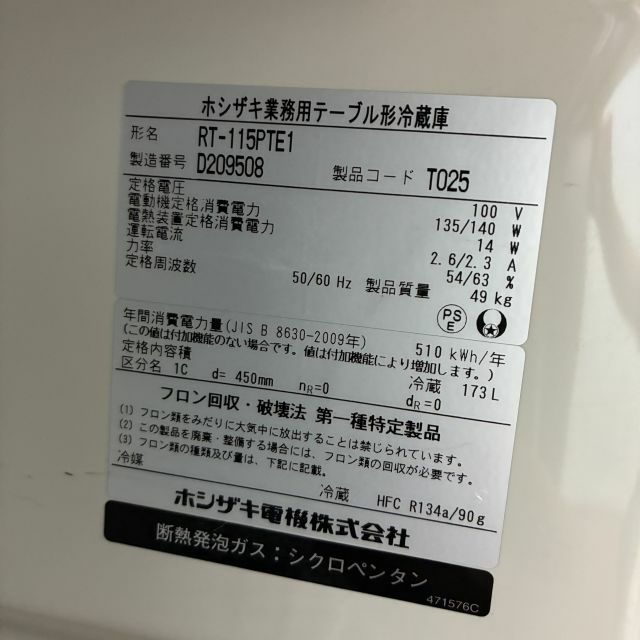 ホシザキ業務用テーブル形冷蔵庫
形名 RT-115PTE1
製造番号 D209508 製品コード T025
定格電圧 100 V
電動機定格消費電力 135/140 W
電熱装置定格消費電力 14 W
運転電流 2.6/2.3 A
力率 54/63 %
定格周波数 50/60 Hz 製品質量 49 kg
PS E
年間消費電力量(JIS B 8630-2009年) 510 kWh/年
(この値は付加機能のない場合です。値は付加機能により増加します。)
定格内容積 冷蔵 173 L
区分名 1C d= 450mm nR=0 dR=0
フロン回収・破壊法 第一種特定製品
(1) フロン類をみだりに大気中に放出することは禁じられています。
(2) この製品を廃棄・整備する場合には、フロン類の回収が必要です。
(3) フロン類の種類及び量は、下記に記載。
冷媒
冷蔵 HFC R134a/90g
ホシザキ電機株式会社
断熱発泡ガス：シクロペンタン
471576C